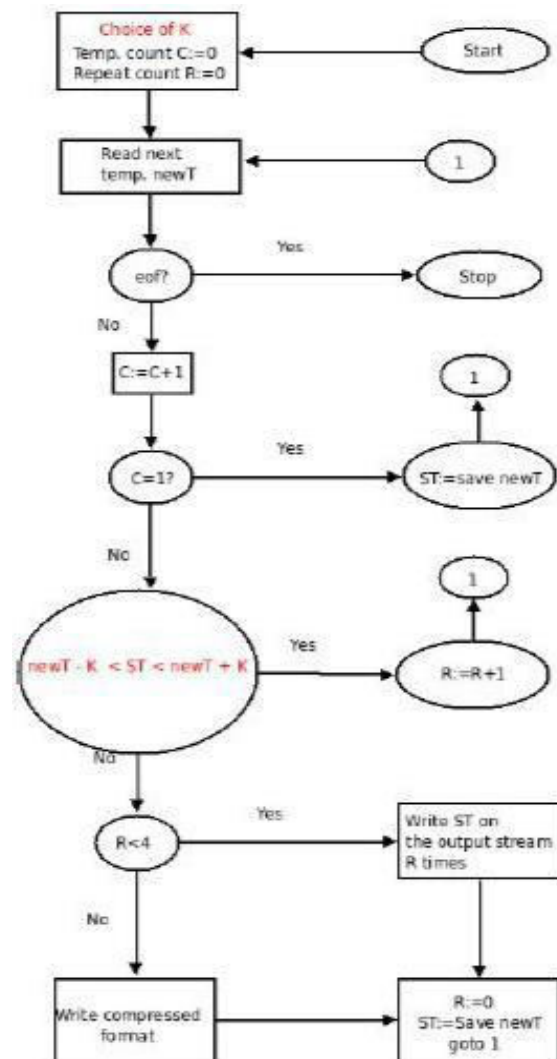 Choice of K
Temp. count C:=0
Repeat count R:=0
Start
Read next
temp. newT
1
eof?
Yes
Stop
No
C:=C+1
1
C=1?
Yes
ST:=save newT
No
1
newT - K < ST < newT + K
Yes
R:=R+1
No
R<4
Yes
Write ST on
the output stream
R times
No
Write compressed
format
R:=0
ST:=Save newT
goto 1